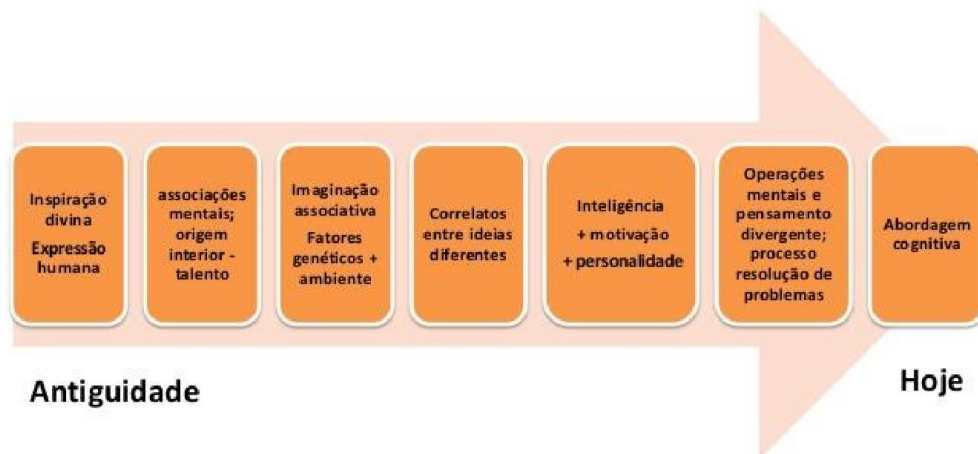 Inspiração
divina
Expressão
humana
associações
mentais;
origem
interior -
talento
Imaginação
associativa
Fatores
genéticos +
ambiente
Correlatos
entre ideias
diferentes
Inteligência
+ motivação
+ personalidade
Operações
mentais e
pensamento
divergente;
processo
resolução de
problemas
Abordagem
cognitiva
Antiguidade
Hoje